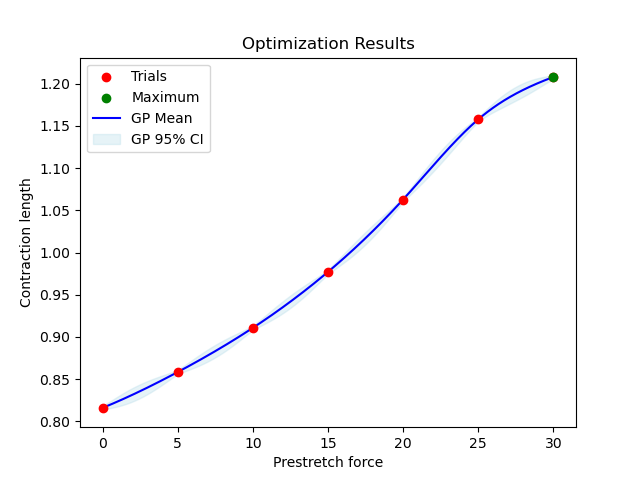 Optimization Results
Trials
Maximum
GP Mean
GP 95% CI
1.20
1.15
1.10
1.05
1.00
0.95
0.90
0.85
0.80
Contraction length
0 5 10 15 20 25 30
Prestretch force